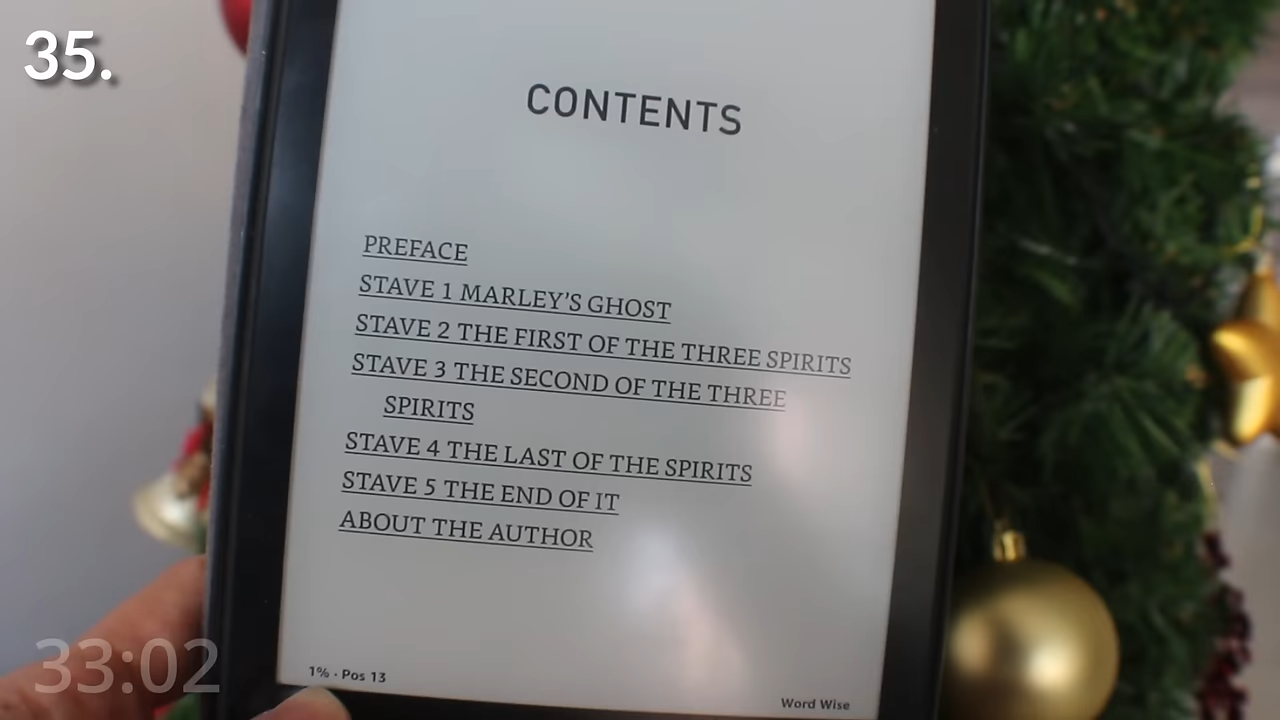 35.
CONTENTS
PREFACE
STAVE 1 MARLEY'S GHOST
STAVE 2 THE FIRST OF THE THREE SPIRITS
STAVE 3 THE SECOND OF THE THREE
SPIRITS
STAVE 4 THE LAST OF THE SPIRITS
STAVE 5 THE END OF IT
ABOUT THE AUTHOR
33:02
1% · Pos 13
Word Wise